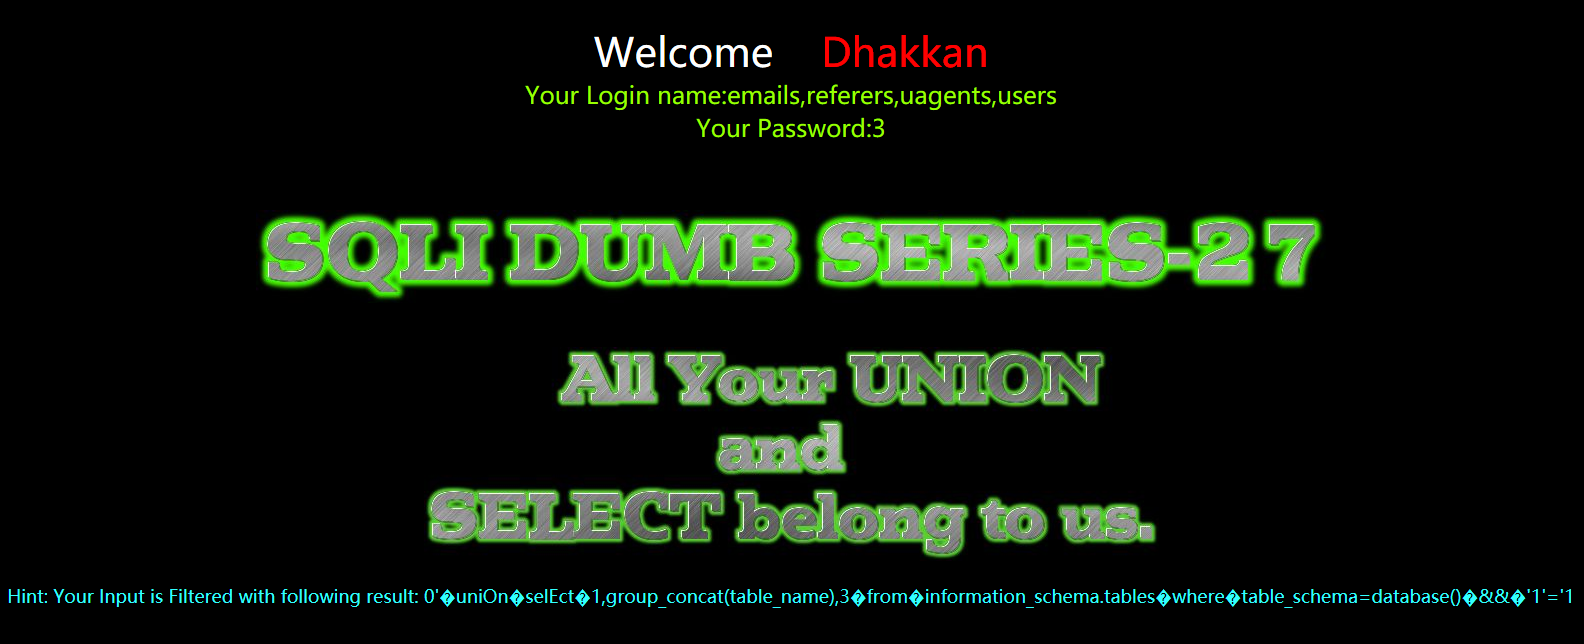 Welcome Dhakkan
Your Login name:emails,referers,uagents,users
Your Password:3
SQLI DUMB SERIES-27
All Your UNION
and
SELECT belong to us.
Hint: Your Input is Filtered with following result: 0'�uniOn�selEct�1,group_concat(table_name),3�from�information_schema.tables�where�table_schema=database()�&&�'1'='1